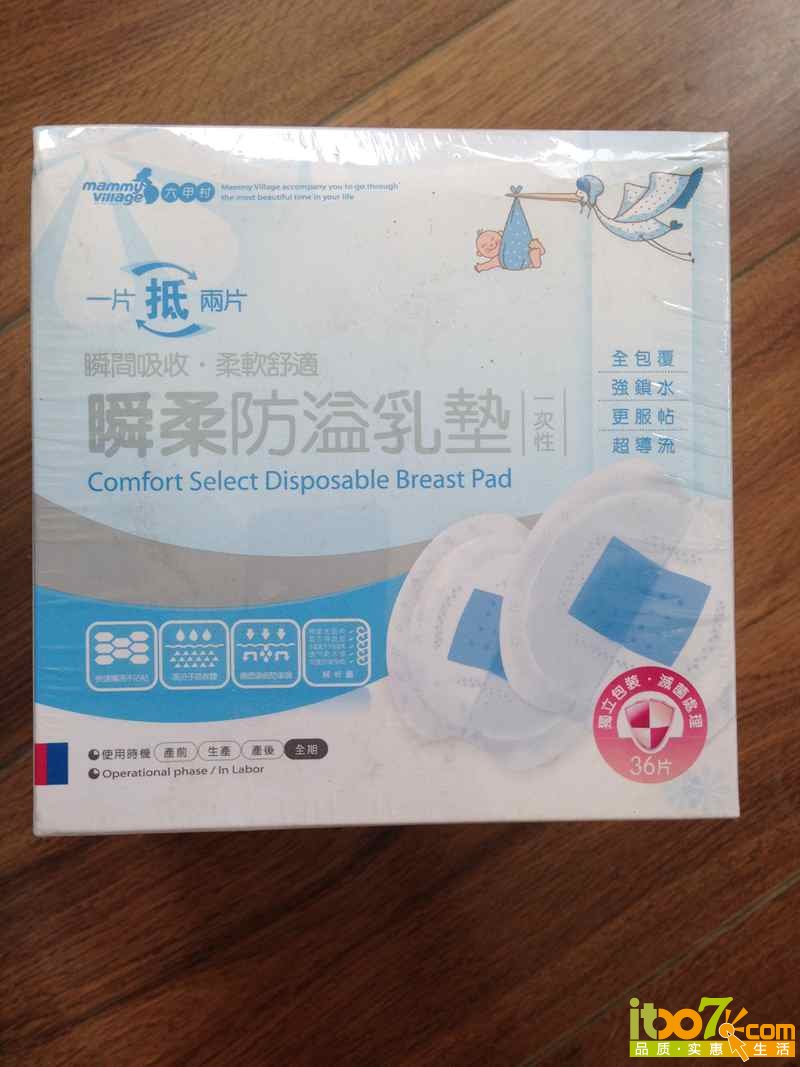 mammy village 六甲村
Mammy Village accompany you to go through
the most beautiful time in your life
一片抵兩片
瞬間吸收·柔軟舒適
瞬柔防溢乳墊 一次性
Comfort Select Disposable Breast Pad
全包覆
強鎖水
更服帖
超導流
獨立包裝·滅菌處理
36片
使用時機 產前 生產 產後 全期
Operational phase / In Labor
itbo7.com
品质·实惠 生活